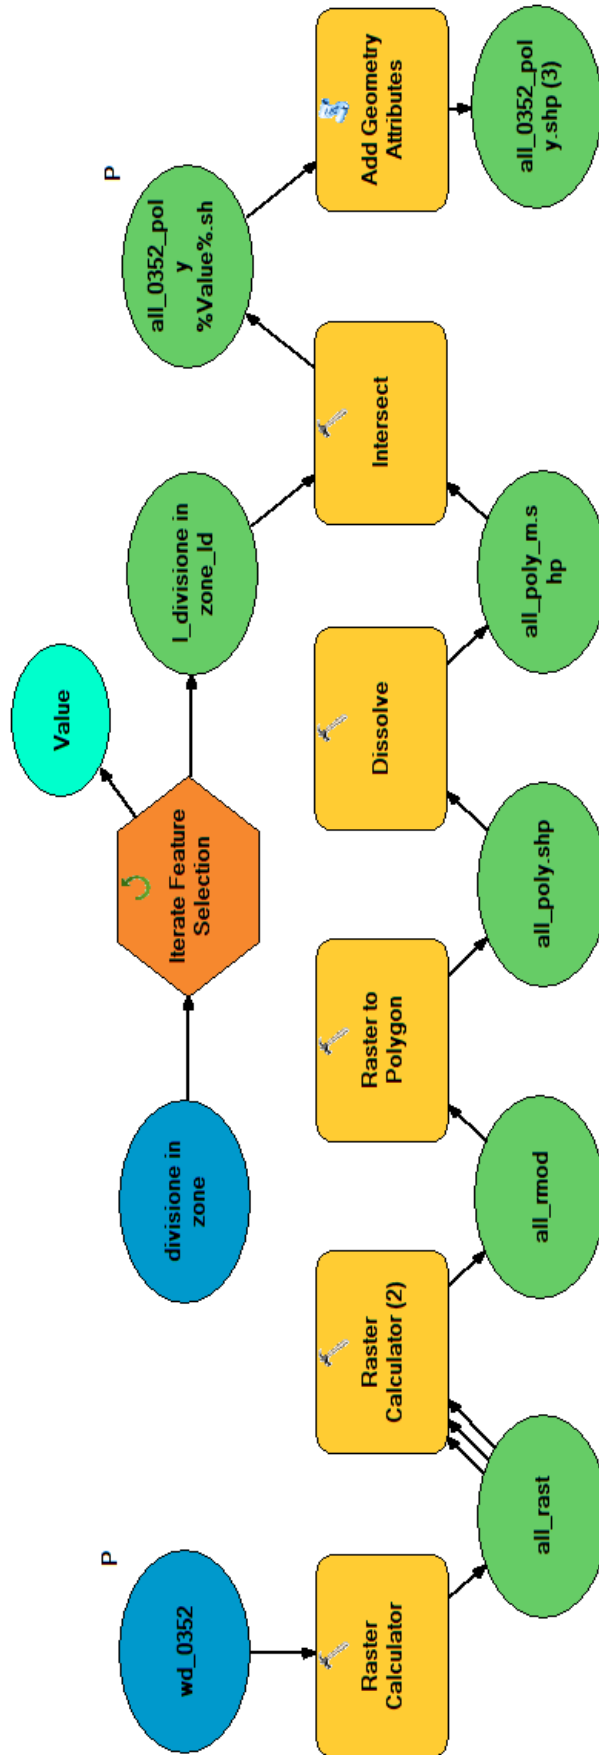 P
wd_0352
Raster
Calculator
all_rast
Raster
Calculator (2)
all_rmod
Raster to
Polygon
all_poly.shp
Dissolve
all_poly_m.s
hp
divisione in
zone
Iterate Feature
Selection
Value
I_divisione in
zone_Id
Intersect
P
all_0352_pol
y
%Value%.sh
Add Geometry
Attributes
all_0352_pol
y.shp (3)